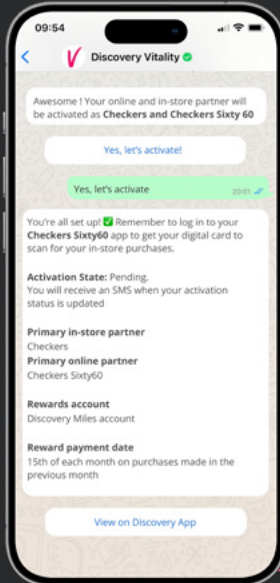 09:54
Discovery Vitality
Awesome ! Your online and in-store partner will
be activated as Checkers and Checkers Sixty 60
Yes, let's activate!
Yes, let's activate
20:01
You're all set up! ✅ Remember to log in to your
Checkers Sixty60 app to get your digital card to
scan for your in-store purchases.
Activation State: Pending.
You will receive an SMS when your activation
status is updated
Primary in-store partner
Checkers
Primary online partner
Checkers Sixty60
Rewards account
Discovery Miles account
Reward payment date
15th of each month on purchases made in the
previous month
View on Discovery App